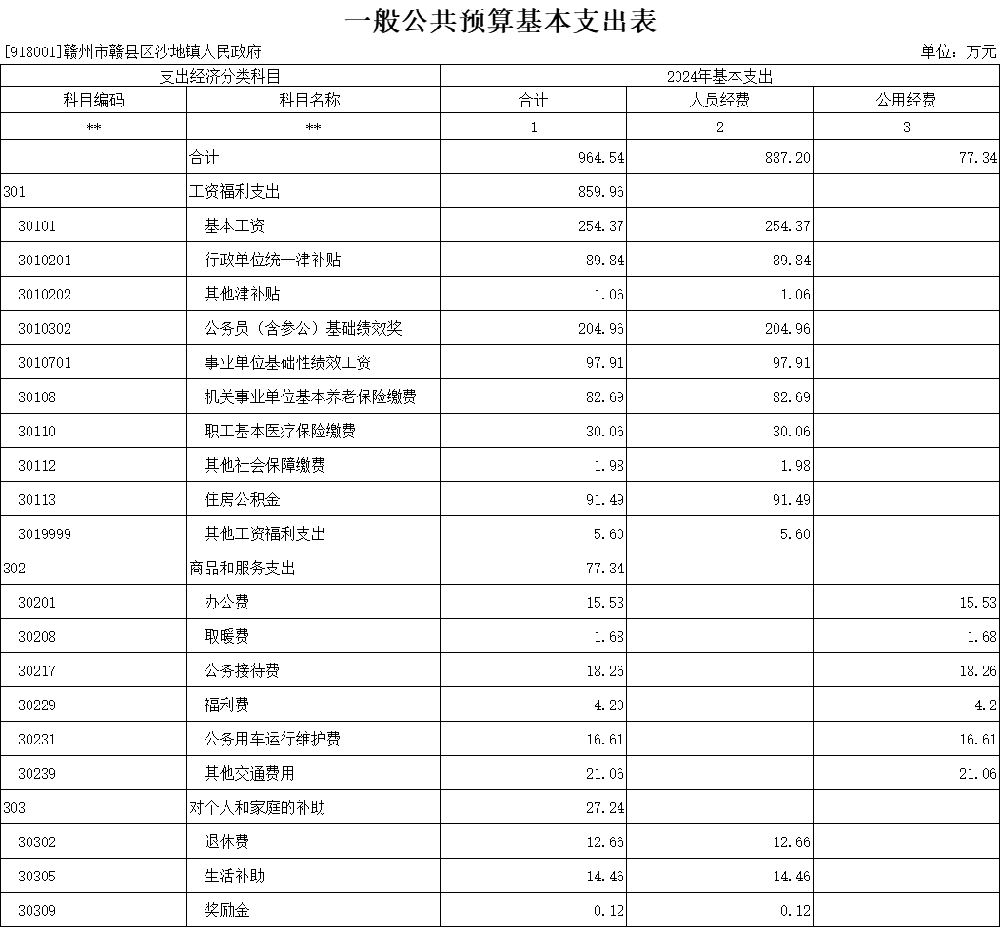 一般公共预算基本支出表
[918001]赣州市赣县区沙地镇人民政府 单位：万元
支出经济分类科目 2024年基本支出
科目编码 科目名称 合计 人员经费 公用经费
** ** 1 2 3
合计 964.54 887.20 77.34
301 工资福利支出 859.96
30101 基本工资 254.37 254.37
3010201 行政单位统一津补贴 89.84 89.84
3010202 其他津补贴 1.06 1.06
3010302 公务员（含参公）基础绩效奖 204.96 204.96
3010701 事业单位基础性绩效工资 97.91 97.91
30108 机关事业单位基本养老保险缴费 82.69 82.69
30110 职工基本医疗保险缴费 30.06 30.06
30112 其他社会保障缴费 1.98 1.98
30113 住房公积金 91.49 91.49
3019999 其他工资福利支出 5.60 5.60
302 商品和服务支出 77.34
30201 办公费 15.53 15.53
30208 取暖费 1.68 1.68
30217 公务接待费 18.26 18.26
30229 福利费 4.20 4.2
30231 公务用车运行维护费 16.61 16.61
30239 其他交通费用 21.06 21.06
303 对个人和家庭的补助 27.24
30302 退休费 12.66 12.66
30305 生活补助 14.46 14.46
30309 奖励金 0.12 0.12